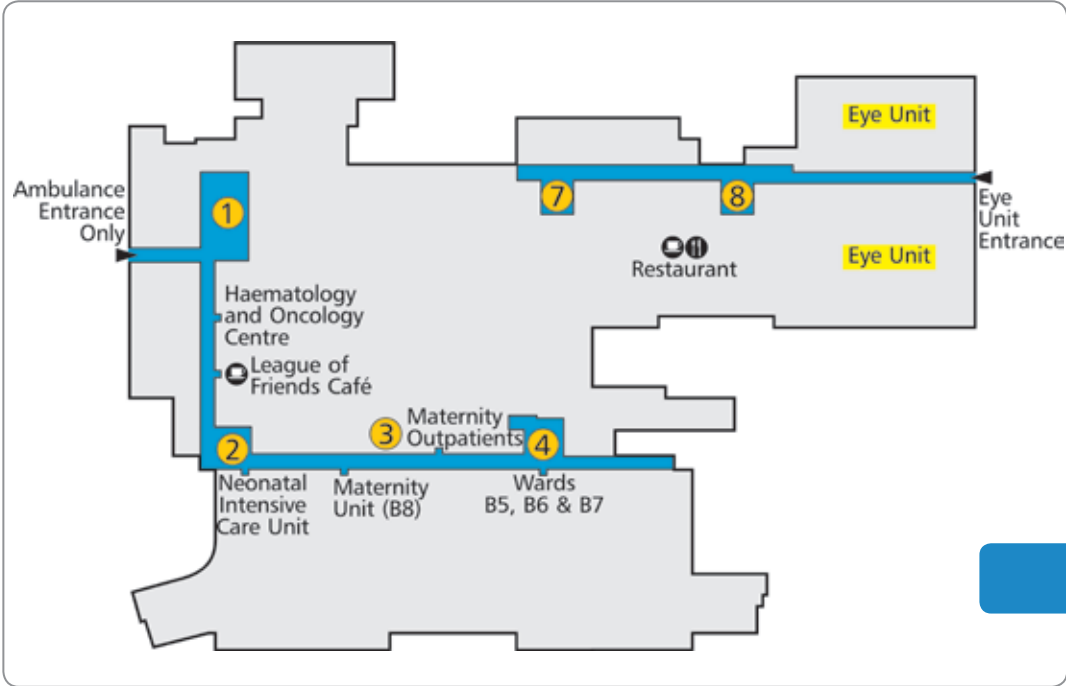 Eye Unit
Ambulance
Entrance
Only
1
7
8
Eye
Unit
Entrance
Eye Unit
Restaurant
Haematology
and Oncology
Centre
League of
Friends Café
3
Maternity
Outpatients
4
2
Neonatal
Intensive
Care Unit
Maternity
Unit (B8)
Wards
B5, B6 & B7